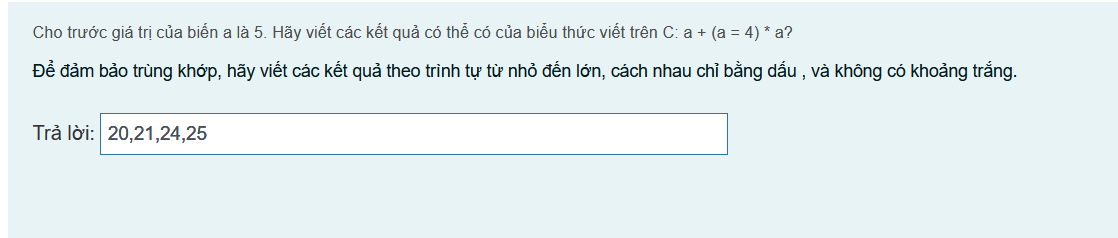 Cho trước giá trị của biến a là 5. Hãy viết các kết quả có thể có của biểu thức viết trên C: a + (a = 4) * a?
Để đảm bảo trùng khớp, hãy viết các kết quả theo trình tự từ nhỏ đến lớn, cách nhau chỉ bằng dấu , và không có khoảng trắng.
Trả lời: 20,21,24,25